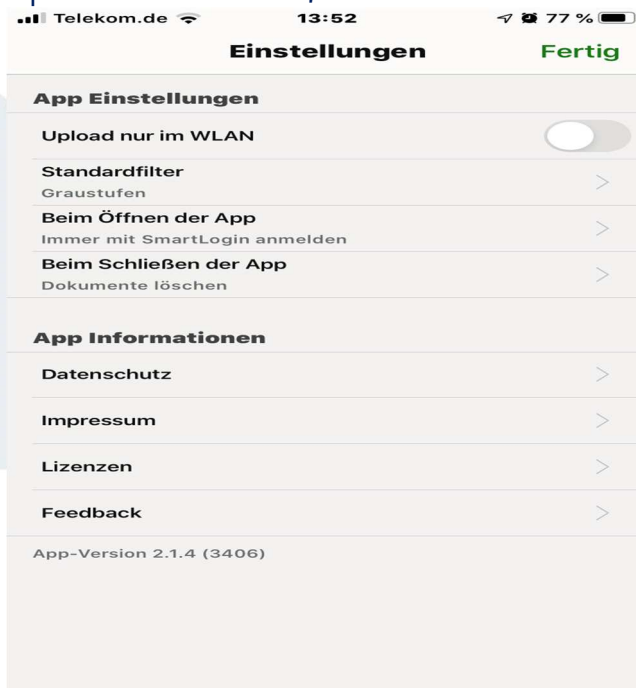 Telekom.de 13:52 77 %
Einstellungen Fertig
App Einstellungen
Upload nur im WLAN
Standardfilter
Graustufen
Beim Öffnen der App
Immer mit SmartLogin anmelden
Beim Schließen der App
Dokumente löschen
App Informationen
Datenschutz
Impressum
Lizenzen
Feedback
App-Version 2.1.4 (3406)